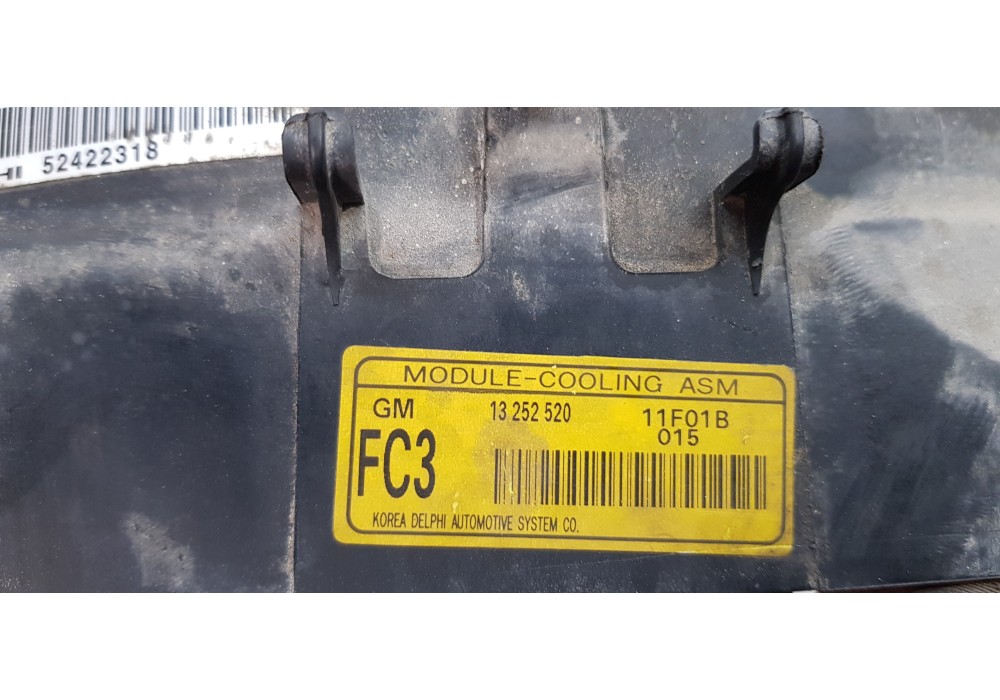 52422318
MODULE-COOLING ASM
GM 13 252 520 11F01B
FC3 015
KOREA DELPHI AUTOMOTIVE SYSTEM CO.